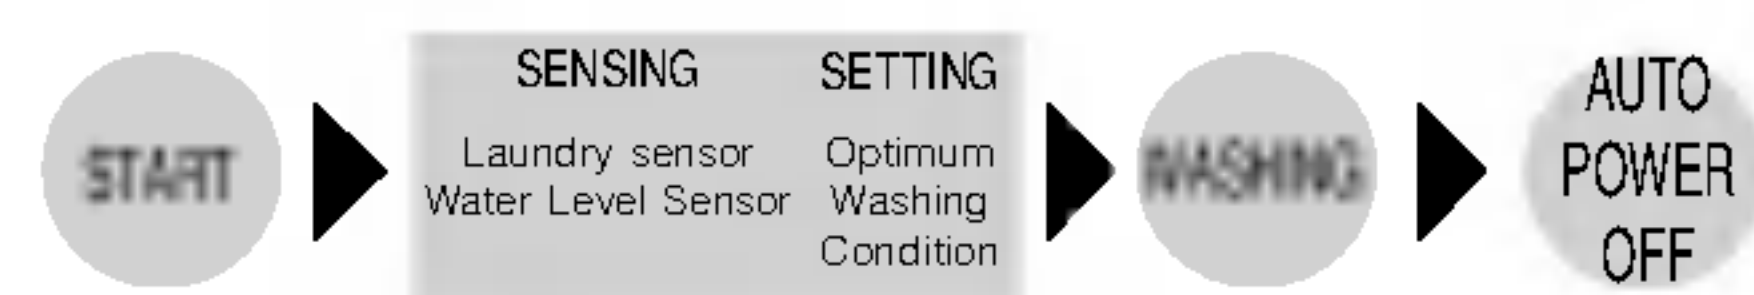 START
SENSING
Laundry sensor
Water Level Sensor
SETTING
Optimum
Washing
Condition
WASHING
AUTO
POWER
OFF